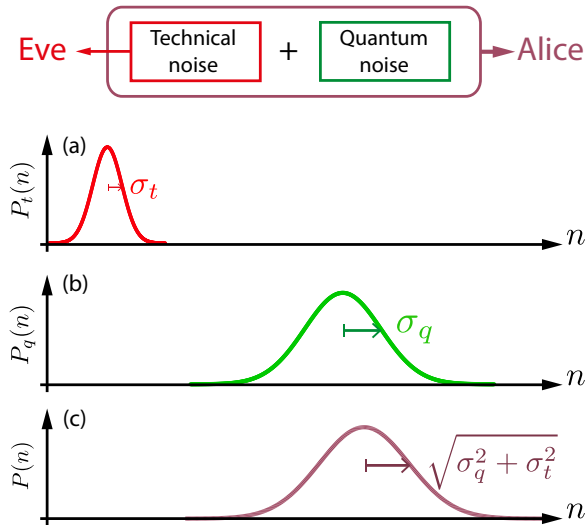 Eve
Technical
noise
+
Quantum
noise
Alice
(a)
P_t(n)
σ_t
n
(b)
P_q(n)
σ_q
n
(c)
P(n)
√(σ_q^2 + σ_t^2)
n